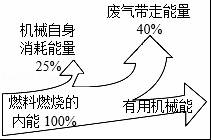 废气带走能量
40%
机械自身
消耗能量
25%
燃料燃烧的
内能 100%
有用机械能